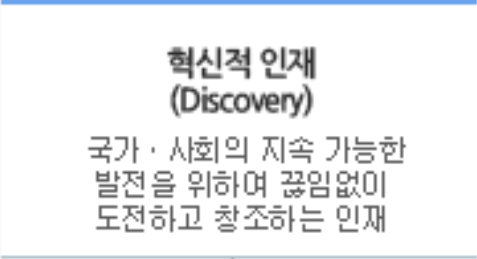 혁신적 인재
(Discovery)
국가 · 사회의 지속 가능한
발전을 위하여 끊임없이
도전하고 창조하는 인재